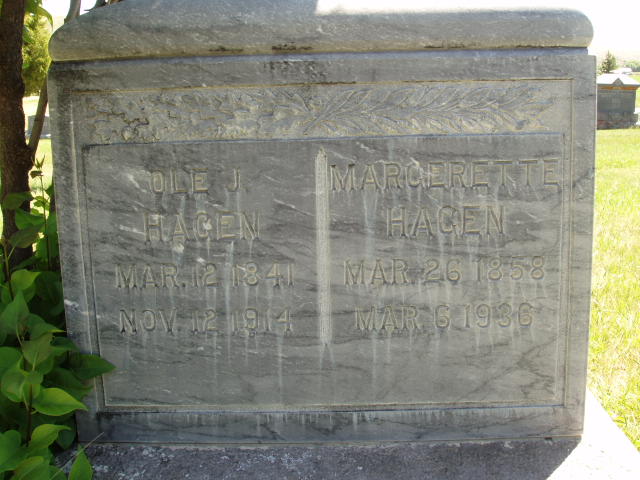 OLE J.
HAGEN
MAR. 12 1841
NOV. 12 1914
MARGERETTE
HAGEN
MAR. 26 1858
MAR. 6 1936